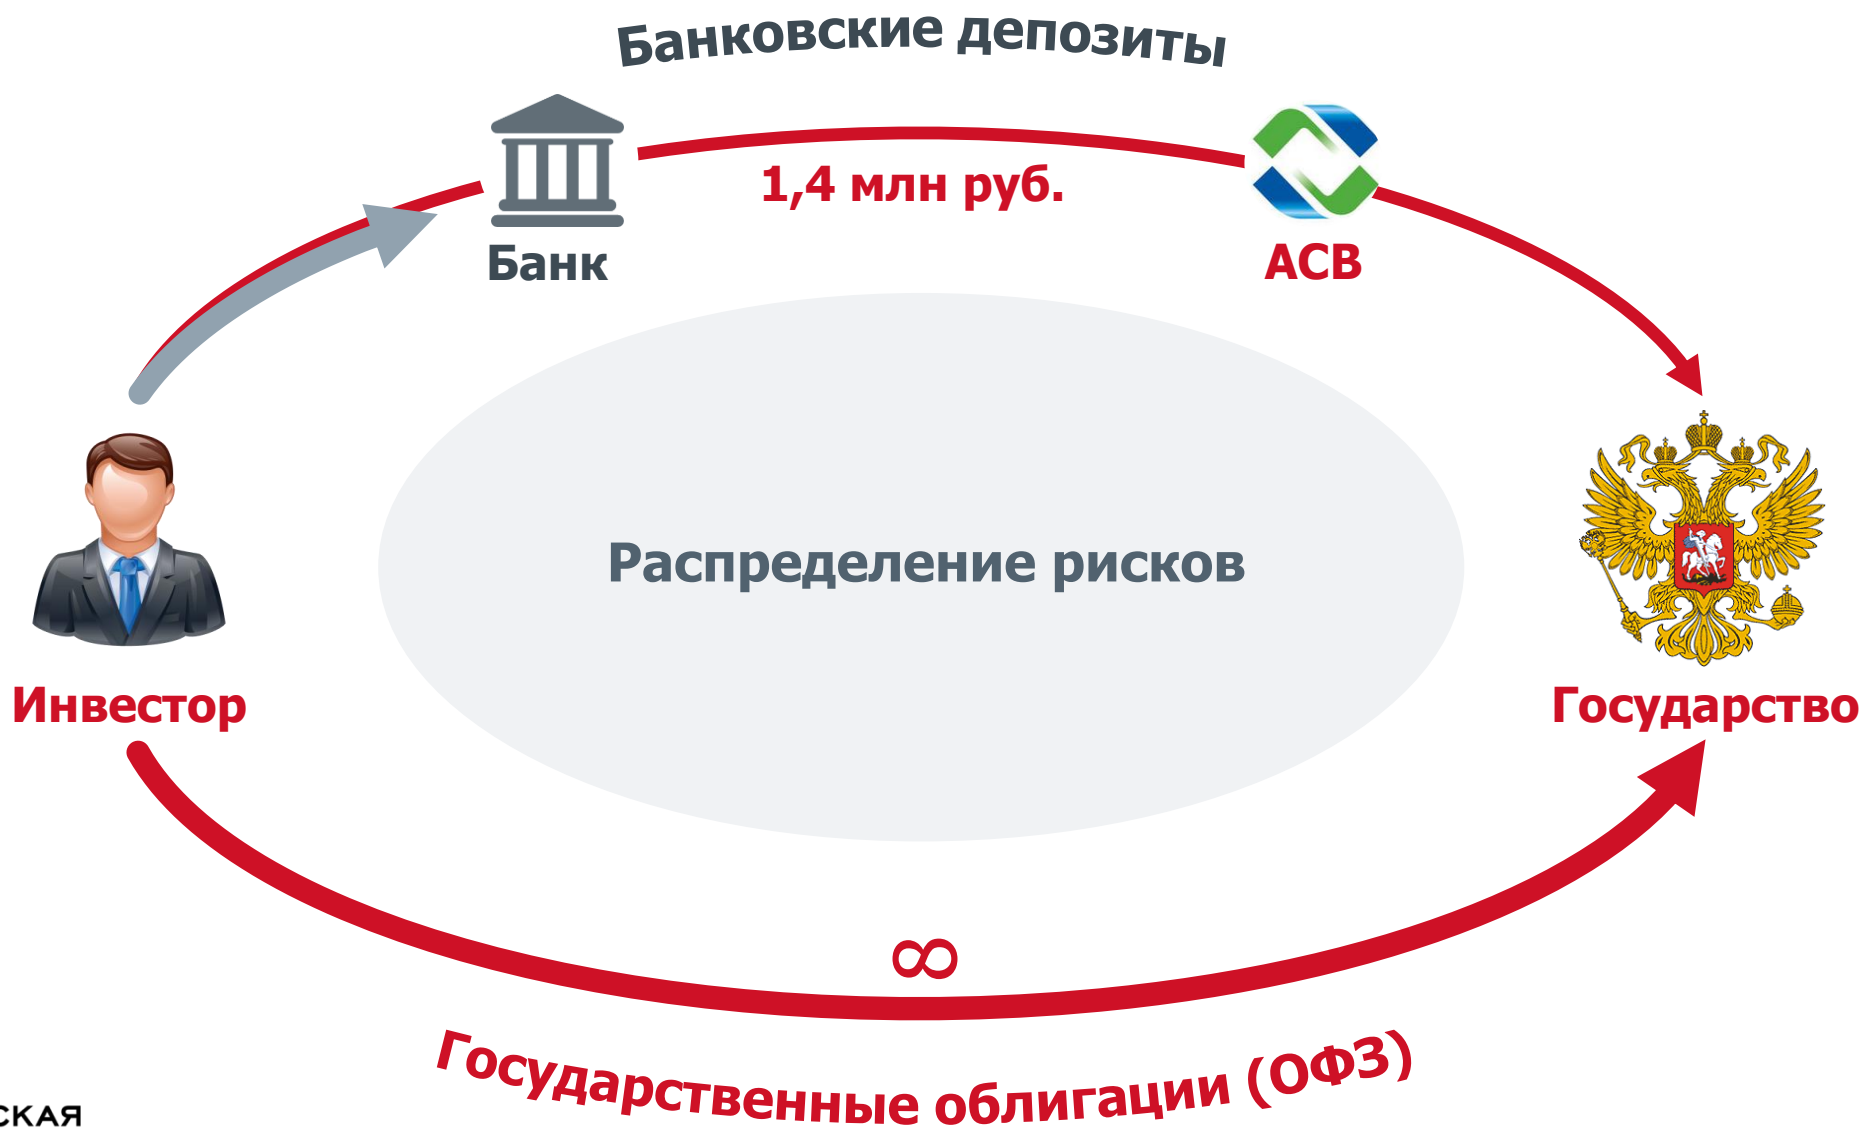 Банковские депозиты
1,4 млн руб.
Банк
АСВ
Распределение рисков
Инвестор
Государство
∞
Государственные облигации (ОФЗ)
СКАЯ